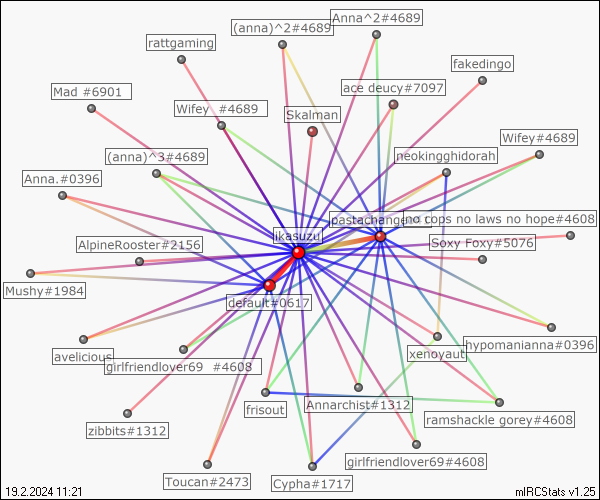 (anna)^2#4689
Anna^2#4689
rattgaming
fakedingo
Mad #6901
ace deucy#7097
Wifey #4689
Skalman
Wifey#4689
(anna)^3#4689
neokingghidorah
Anna.#0396
pastachange
no cops no laws no hope#4608
ikasuzu
AlpineRooster#2156
Soxy Foxy#5076
Mushy#1984
default#0617
avelicious
girlfriendlover69 #4608
xenoyaut
hypomanianna#0396
frisout
Annarchist#1312
ramshackle gorey#4608
zibbits#1312
girlfriendlover69#4608
Toucan#2473
Cypha#1717
19.2.2024 11:21
mIRCStats v1.25